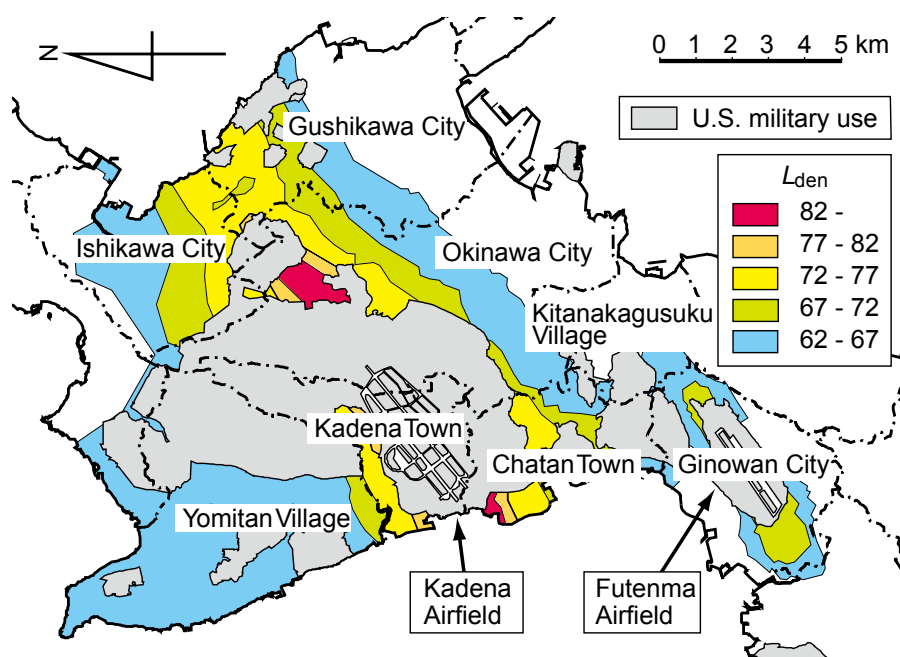 N
0 1 2 3 4 5 km
Gushikawa City
U.S. military use
L den
82 -
77 - 82
72 - 77
67 - 72
62 - 67
Ishikawa City
Okinawa City
Kitanakagusuku
Village
Kadena Town
Chatan Town
Ginowan City
Yomitan Village
Kadena
Airfield
Futenma
Airfield